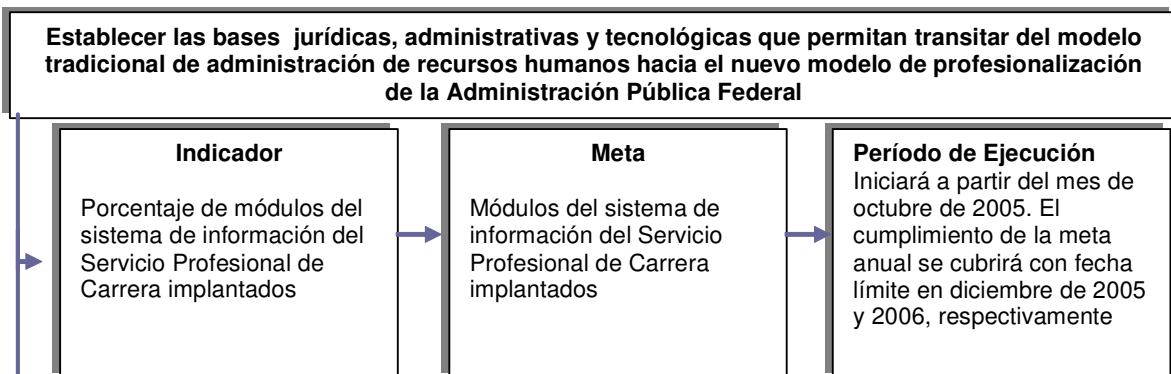 Establecer las bases jurídicas, administrativas y tecnológicas que permitan transitar del modelo
tradicional de administración de recursos humanos hacia el nuevo modelo de profesionalización
de la Administración Pública Federal
Indicador
Porcentaje de módulos del
sistema de información del
Servicio Profesional de
Carrera implantados
Meta
Módulos del sistema de
información del Servicio
Profesional de Carrera
implantados
Período de Ejecución
Iniciará a partir del mes de
octubre de 2005. El
cumplimiento de la meta
anual se cubrirá con fecha
límite en diciembre de 2005
y 2006, respectivamente